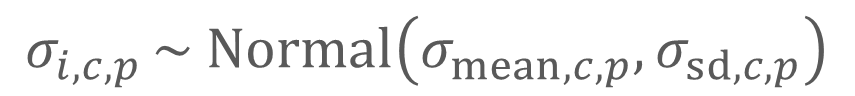 σ_{i,c,p} ~ Normal(σ_{mean,c,p}, σ_{sd,c,p})